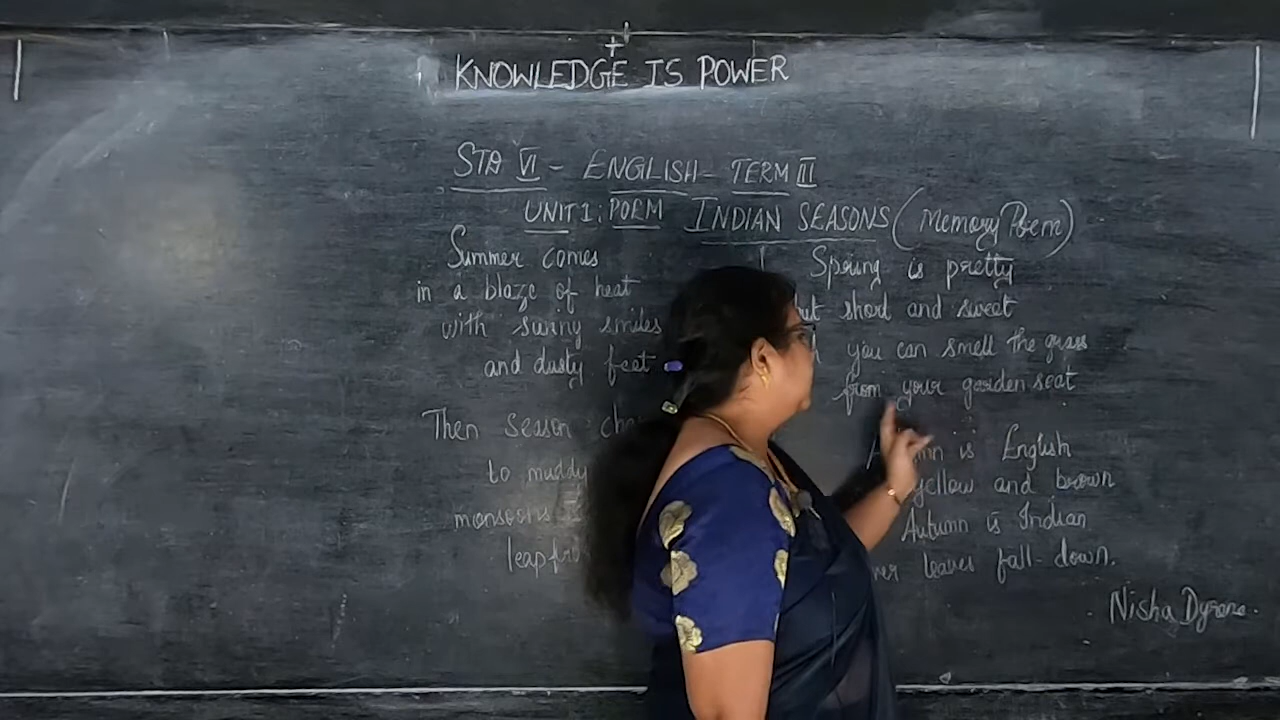 KNOWLEDGE IS POWER
STD VI - ENGLISH - TERM III
UNIT 1: POEM INDIAN SEASONS (Memory Poem)
Summer comes
in a blaze of heat
with sunny smiles
and dusty feet
Then season
to muddy
monsoons
Spring is pretty
short and sweet
you can smell the grass
from your garden seat
is English
yellow and brown
Autumn is Indian
leaves fall-down.
Nisha Dyrene.